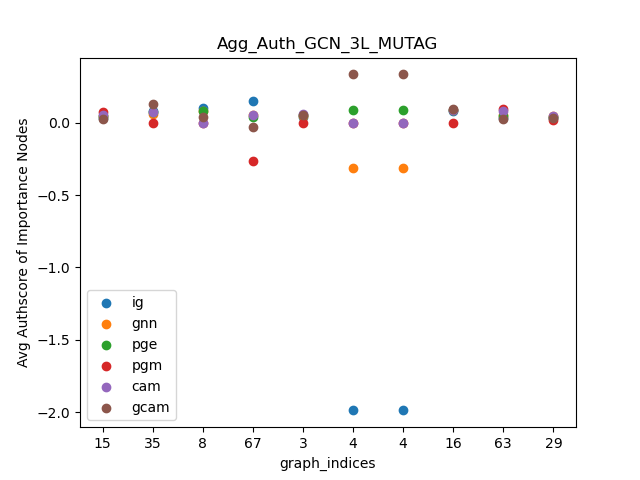 Agg_Auth_GCN_3L_MUTAG
Avg Authscore of Importance Nodes
0.0
−0.5
−1.0
−1.5
−2.0
ig
gnn
pge
pgm
cam
gcam
15 35 8 67 3 4 4 16 63 29
graph_indices